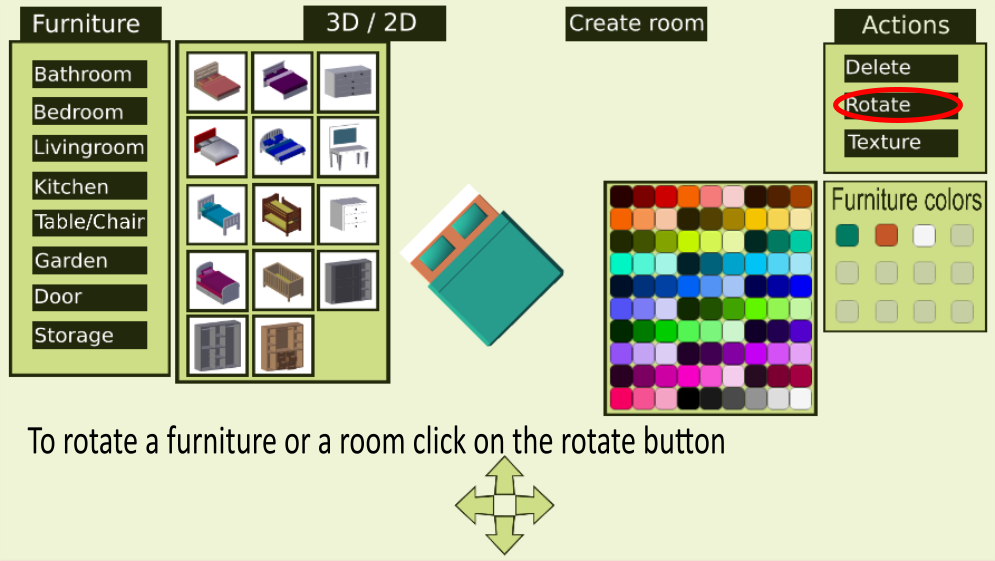 Furniture
3D / 2D
Create room
Actions
Bathroom
Bedroom
Livingroom
Kitchen
Table/Chair
Garden
Door
Storage
Delete
Rotate
Texture
Furniture colors
To rotate a furniture or a room click on the rotate button